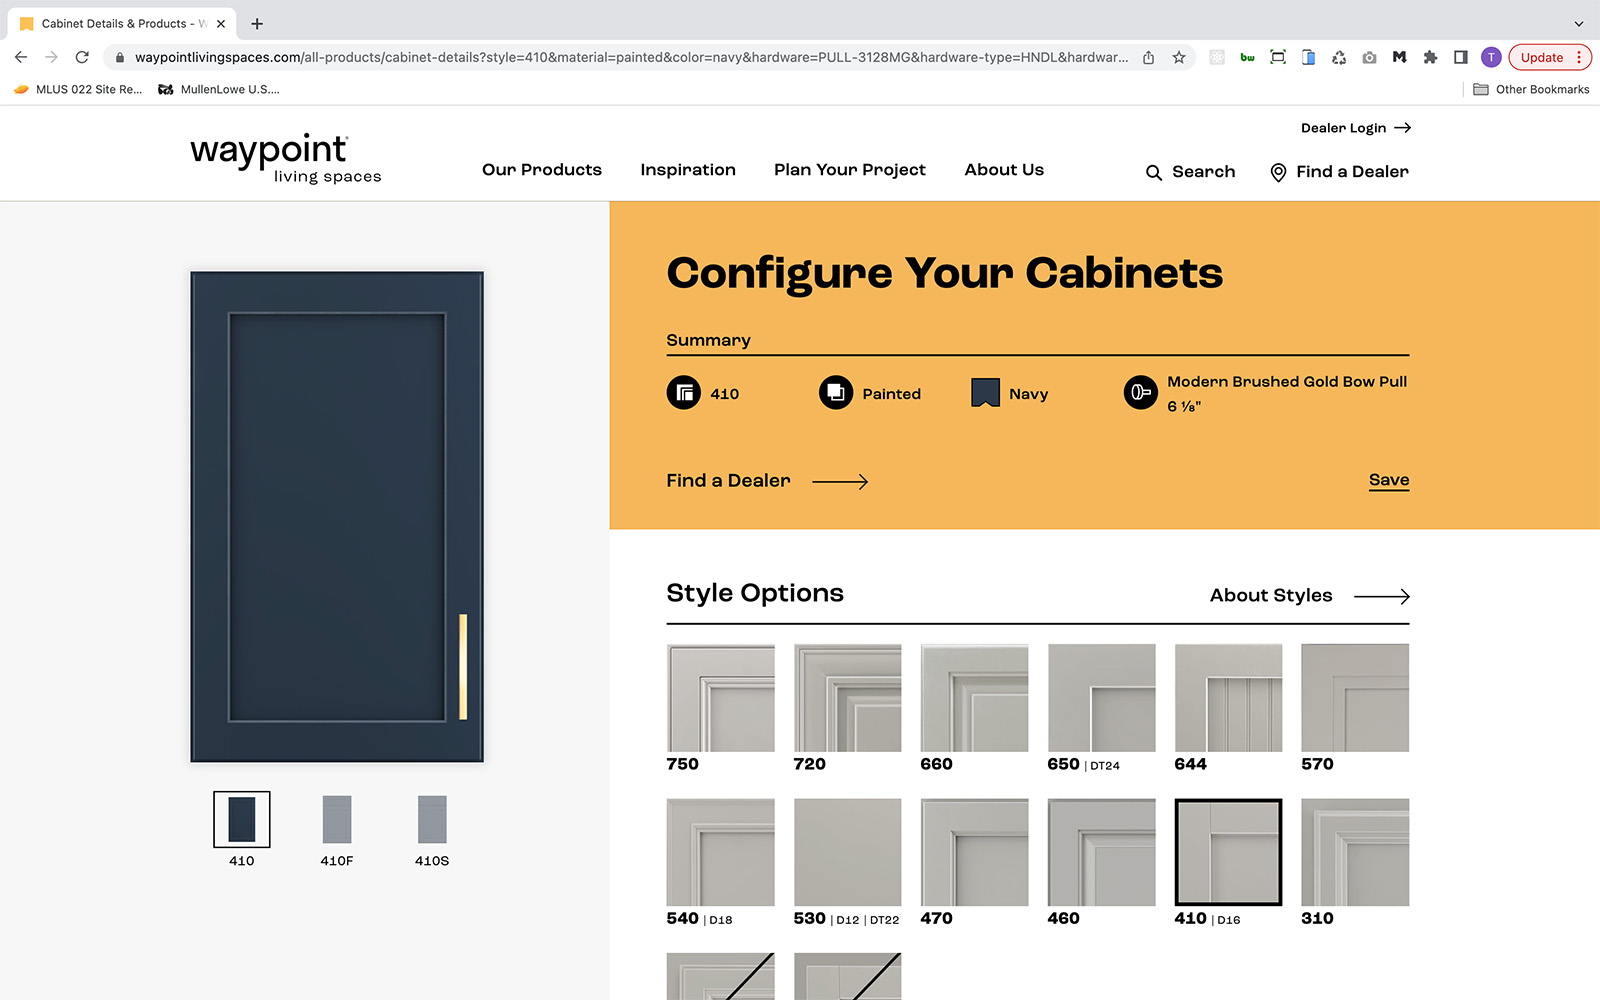 Cabinet Details & Products - W
waypointlivingspaces.com/all-products/cabinet-details?style=410&material=painted&color=navy&hardware=PULL-3128MG&hardware-type=HNDL&hardwar...
bw
M
T
Update
MLUS 022 Site Re...
MullenLowe U.S....
Other Bookmarks
Dealer Login
waypoint
living spaces
Our Products
Inspiration
Plan Your Project
About Us
Search
Find a Dealer
Configure Your Cabinets
Summary
410
Painted
Navy
Modern Brushed Gold Bow Pull
6 ⅛"
Find a Dealer
Save
410
410F
410S
Style Options
About Styles
750
720
660
650 | DT24
644
570
540 | D18
530 | D12 | DT22
470
460
410 | D16
310